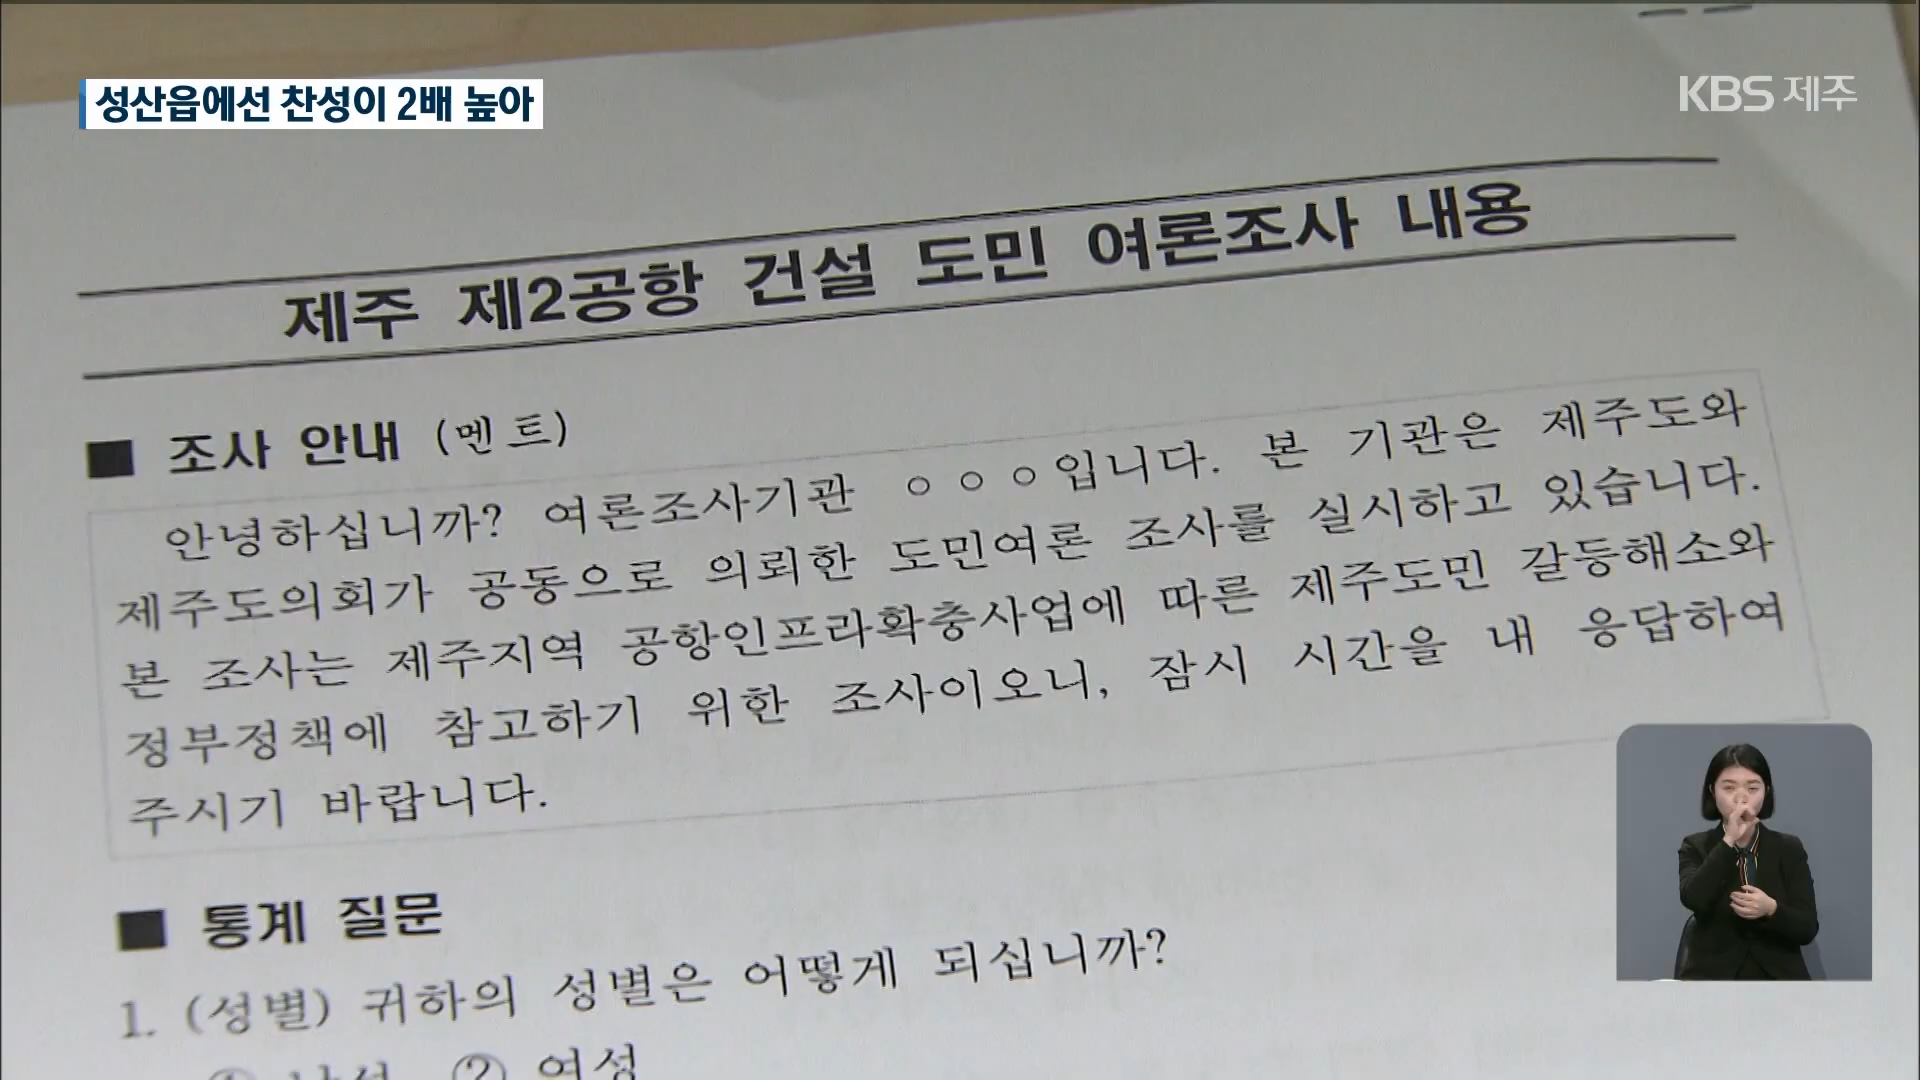 성산읍에선 찬성이 2배 높아
KBS 제주
제주 제2공항 건설 도민 여론조사 내용
■ 조사 안내 (멘트)
안녕하십니까? 여론조사기관 ○○○입니다. 본 기관은 제주도와
제주도의회가 공동으로 의뢰한 도민여론 조사를 실시하고 있습니다.
본 조사는 제주지역 공항인프라확충사업에 따른 제주도민 갈등해소와
정부정책에 참고하기 위한 조사이오니, 잠시 시간을 내 응답하여
주시기 바랍니다.
■ 통계 질문
1. (성별) 귀하의 성별은 어떻게 되십니까?
② 여성